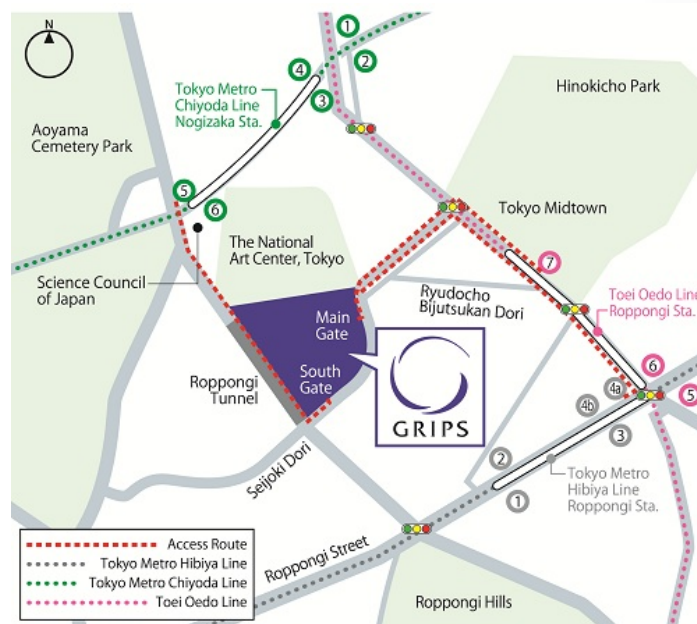 N
1
2
4
3
Tokyo Metro
Chiyoda Line
Nogizaka Sta.
Hinokicho Park
Aoyama
Cemetery Park
5
6
Tokyo Midtown
The National
Art Center, Tokyo
Science Council
of Japan
7
Ryudocho
Bijutsukan Dori
Toei Oedo Line
Roppongi Sta.
Main
Gate
South
Gate
Roppongi
Tunnel
GRIPS
6
5
4a
4b
3
2
1
Seijoki Dori
Tokyo Metro
Hibiya Line
Roppongi Sta.
Roppongi Street
Roppongi Hills
Access Route
Tokyo Metro Hibiya Line
Tokyo Metro Chiyoda Line
Toei Oedo Line